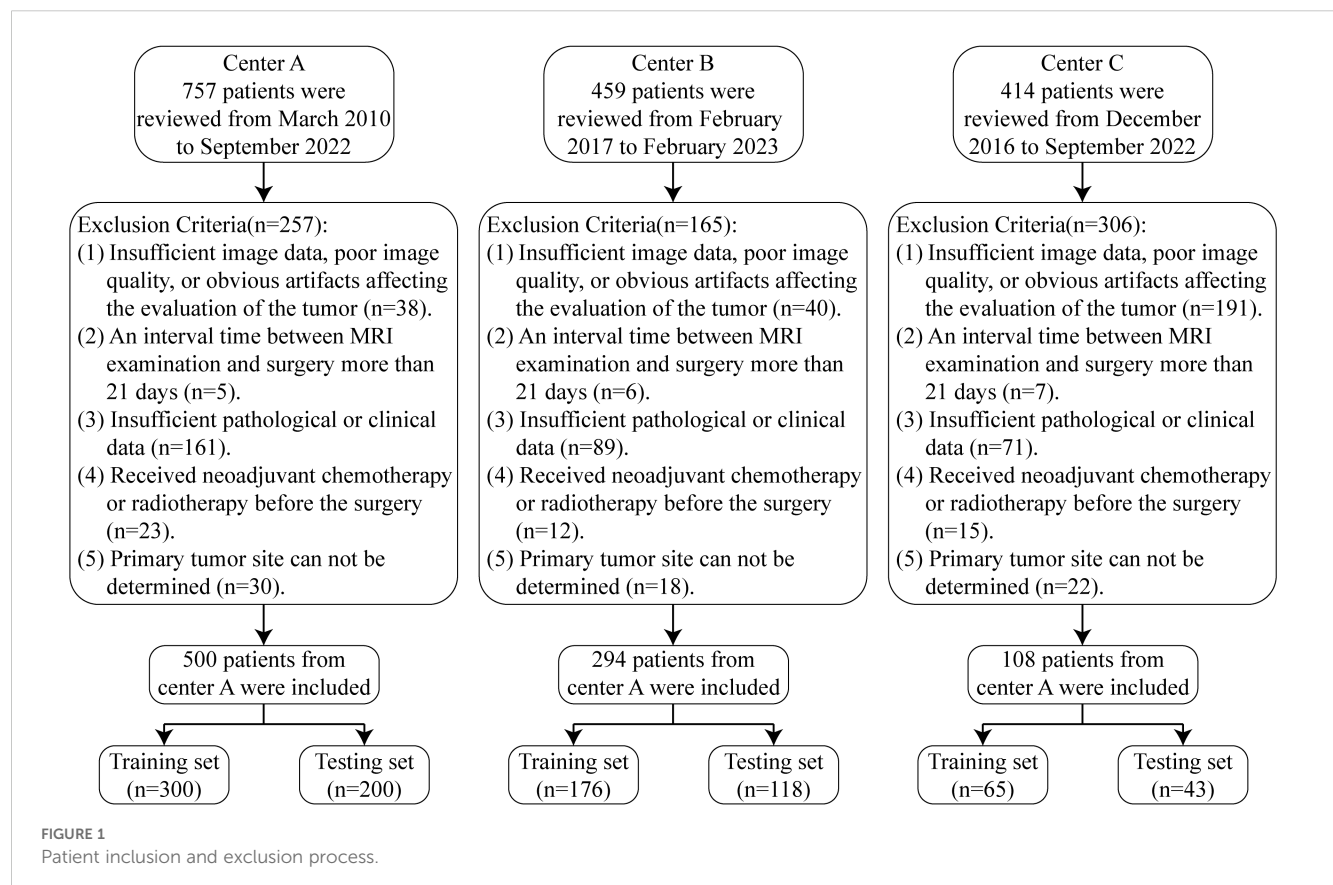 Center A
757 patients were
reviewed from March 2010
to September 2022
Center B
459 patients were
reviewed from February
2017 to February 2023
Center C
414 patients were
reviewed from December
2016 to September 2022
Exclusion Criteria(n=257):
(1) Insufficient image data, poor image
quality, or obvious artifacts affecting
the evaluation of the tumor (n=38).
(2) An interval time between MRI
examination and surgery more than
21 days (n=5).
(3) Insufficient pathological or clinical
data (n=161).
(4) Received neoadjuvant chemotherapy
or radiotherapy before the surgery
(n=23).
(5) Primary tumor site can not be
determined (n=30).
Exclusion Criteria(n=165):
(1) Insufficient image data, poor image
quality, or obvious artifacts affecting
the evaluation of the tumor (n=40).
(2) An interval time between MRI
examination and surgery more than
21 days (n=6).
(3) Insufficient pathological or clinical
data (n=89).
(4) Received neoadjuvant chemotherapy
or radiotherapy before the surgery
(n=12).
(5) Primary tumor site can not be
determined (n=18).
Exclusion Criteria(n=306):
(1) Insufficient image data, poor image
quality, or obvious artifacts affecting
the evaluation of the tumor (n=191).
(2) An interval time between MRI
examination and surgery more than
21 days (n=7).
(3) Insufficient pathological or clinical
data (n=71).
(4) Received neoadjuvant chemotherapy
or radiotherapy before the surgery
(n=15).
(5) Primary tumor site can not be
determined (n=22).
500 patients from
center A were included
294 patients from
center A were included
108 patients from
center A were included
Training set
(n=300)
Testing set
(n=200)
Training set
(n=176)
Testing set
(n=118)
Training set
(n=65)
Testing set
(n=43)
FIGURE 1
Patient inclusion and exclusion process.